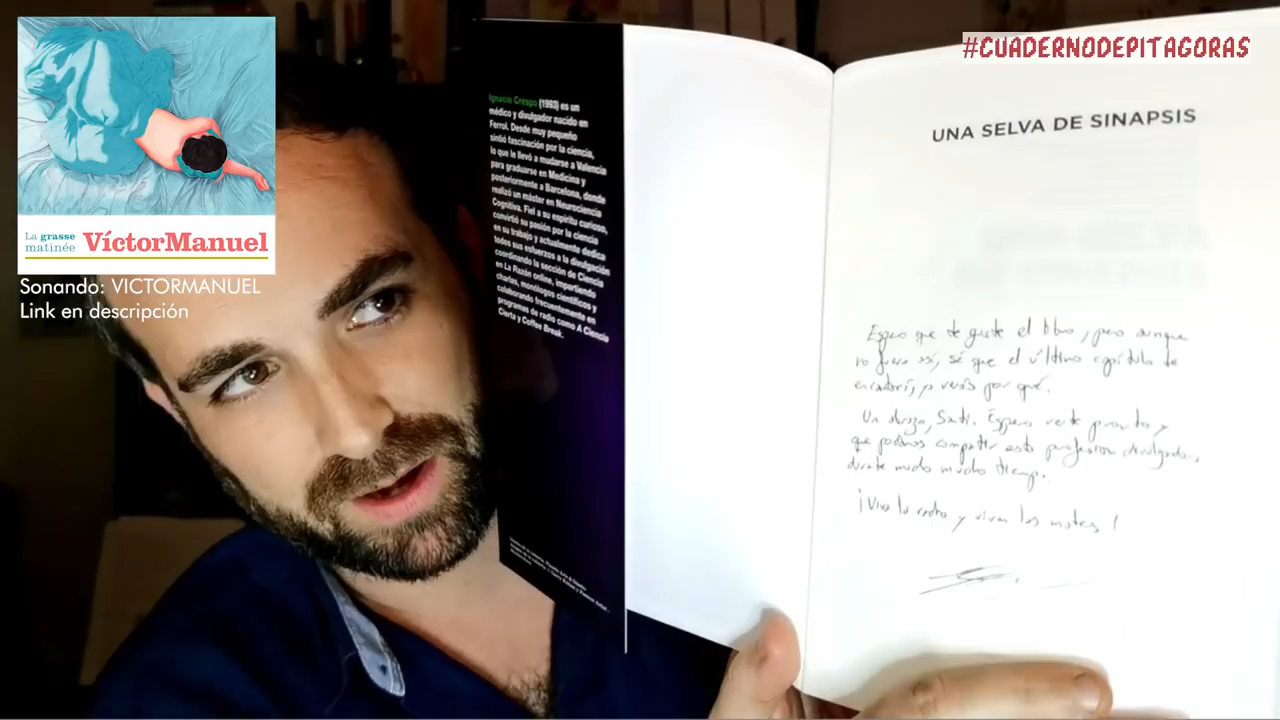 #CUADERNODEPITAGORAS
La grasse
matinée
VíctorManuel
Sonando: VICTORMANUEL
Link en descripción
Ignacio Crespo (1993) es un
médico y divulgador nacido en
Ferrol. Desde muy pequeño
sintió fascinación por la ciencia,
lo que le llevó a mudarse a Valencia
para graduarse en Medicina y
posteriormente a Barcelona, donde
realizó un máster en Neurociencia
Cognitiva. Fiel a su espíritu curioso,
convirtió su pasión por la ciencia
en su trabajo y actualmente dedica
todos sus esfuerzos a la divulgación
coordinando la sección de Ciencia
en La Razón online, impartiendo
charlas, monólogos científicos y
colaborando frecuentemente en
programas de radio como A Ciencia
Cierta y Coffee Break.
UNA SELVA DE SINAPSIS
Espero que te guste el libro, pero aunque
no fuera así, sé que el último capítulo te
encantará, ya verás por qué.
Un abrazo, Santi. Espero verte pronto y
que podamos compartir esta profesión divulgadora
durante mucho mucho tiempo.
¡Viva la radio y vivan las mates!